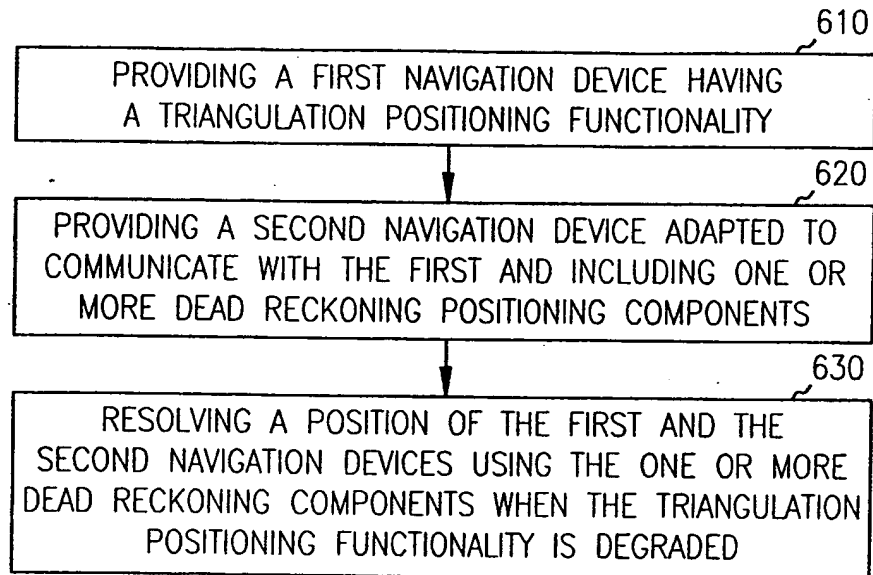 610
PROVIDING A FIRST NAVIGATION DEVICE HAVING
A TRIANGULATION POSITIONING FUNCTIONALITY
620
PROVIDING A SECOND NAVIGATION DEVICE ADAPTED TO
COMMUNICATE WITH THE FIRST AND INCLUDING ONE OR
MORE DEAD RECKONING POSITIONING COMPONENTS
630
RESOLVING A POSITION OF THE FIRST AND THE
SECOND NAVIGATION DEVICES USING THE ONE OR MORE
DEAD RECKONING COMPONENTS WHEN THE TRIANGULATION
POSITIONING FUNCTIONALITY IS DEGRADED